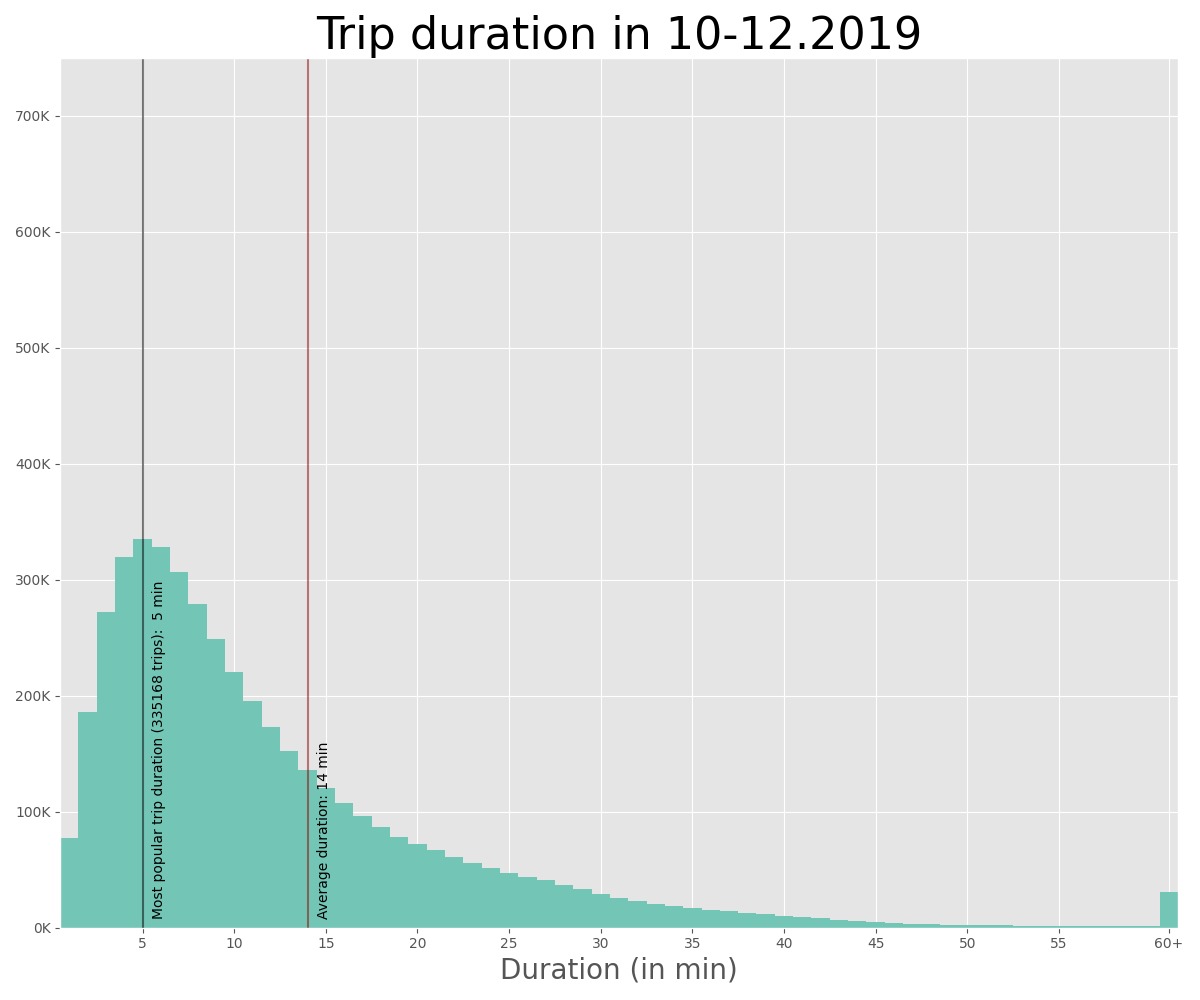 Trip duration in 10-12.2019
700K
600K
500K
400K
300K
200K
100K
0K
Most popular trip duration (335168 trips):  5 min
Average duration: 14 min
5 10 15 20 25 30 35 40 45 50 55 60+
Duration (in min)